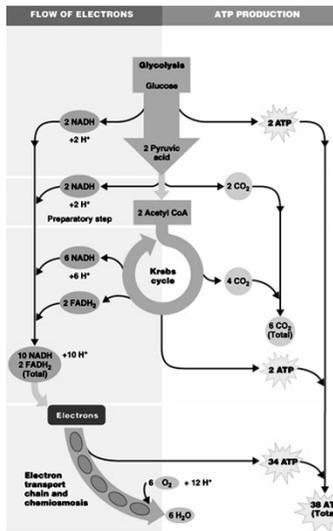 FLOW OF ELECTRONS
ATP PRODUCTION
Glycolysis
Glucose
2 NADH
+2 H⁺
2 ATP
2 Pyruvic
acid
2 NADH
+2 H⁺
2 CO₂
Preparatory step
2 Acetyl CoA
6 NADH
+6 H⁺
Krebs
cycle
4 CO₂
2 FADH₂
6 CO₂
(Total)
10 NADH
2 FADH₂
(Total)
+10 H⁺
2 ATP
Electrons
Electron
transport
chain and
chemiosmosis
34 ATP
6 O₂ + 12 H⁺
6 H₂O
38 AT
(Tota